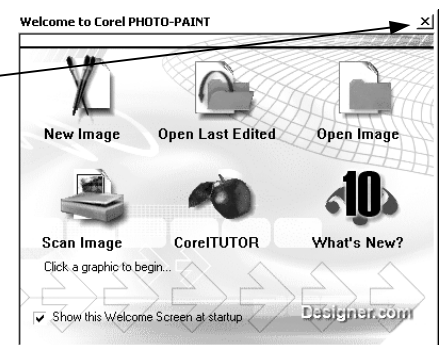 Welcome to Corel PHOTO-PAINT
New Image Open Last Edited Open Image
10
Scan Image CorelTUTOR What's New?
Click a graphic to begin...
Show this Welcome Screen at startup
Designer.com